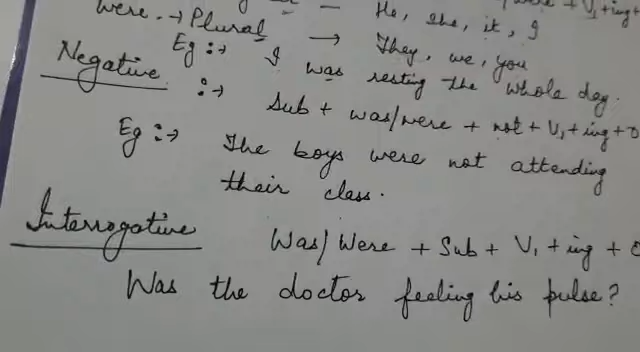 He, she, it, I
were. → Plural → They, we, you
Eg :→ I was resting the whole day.
Negative :→ Sub + was/were + not + V₁ + ing + O
Eg :→ The boys were not attending
their class.
Interrogative Was/Were + Sub + V₁ + ing + O
Was the doctor feeling his pulse?